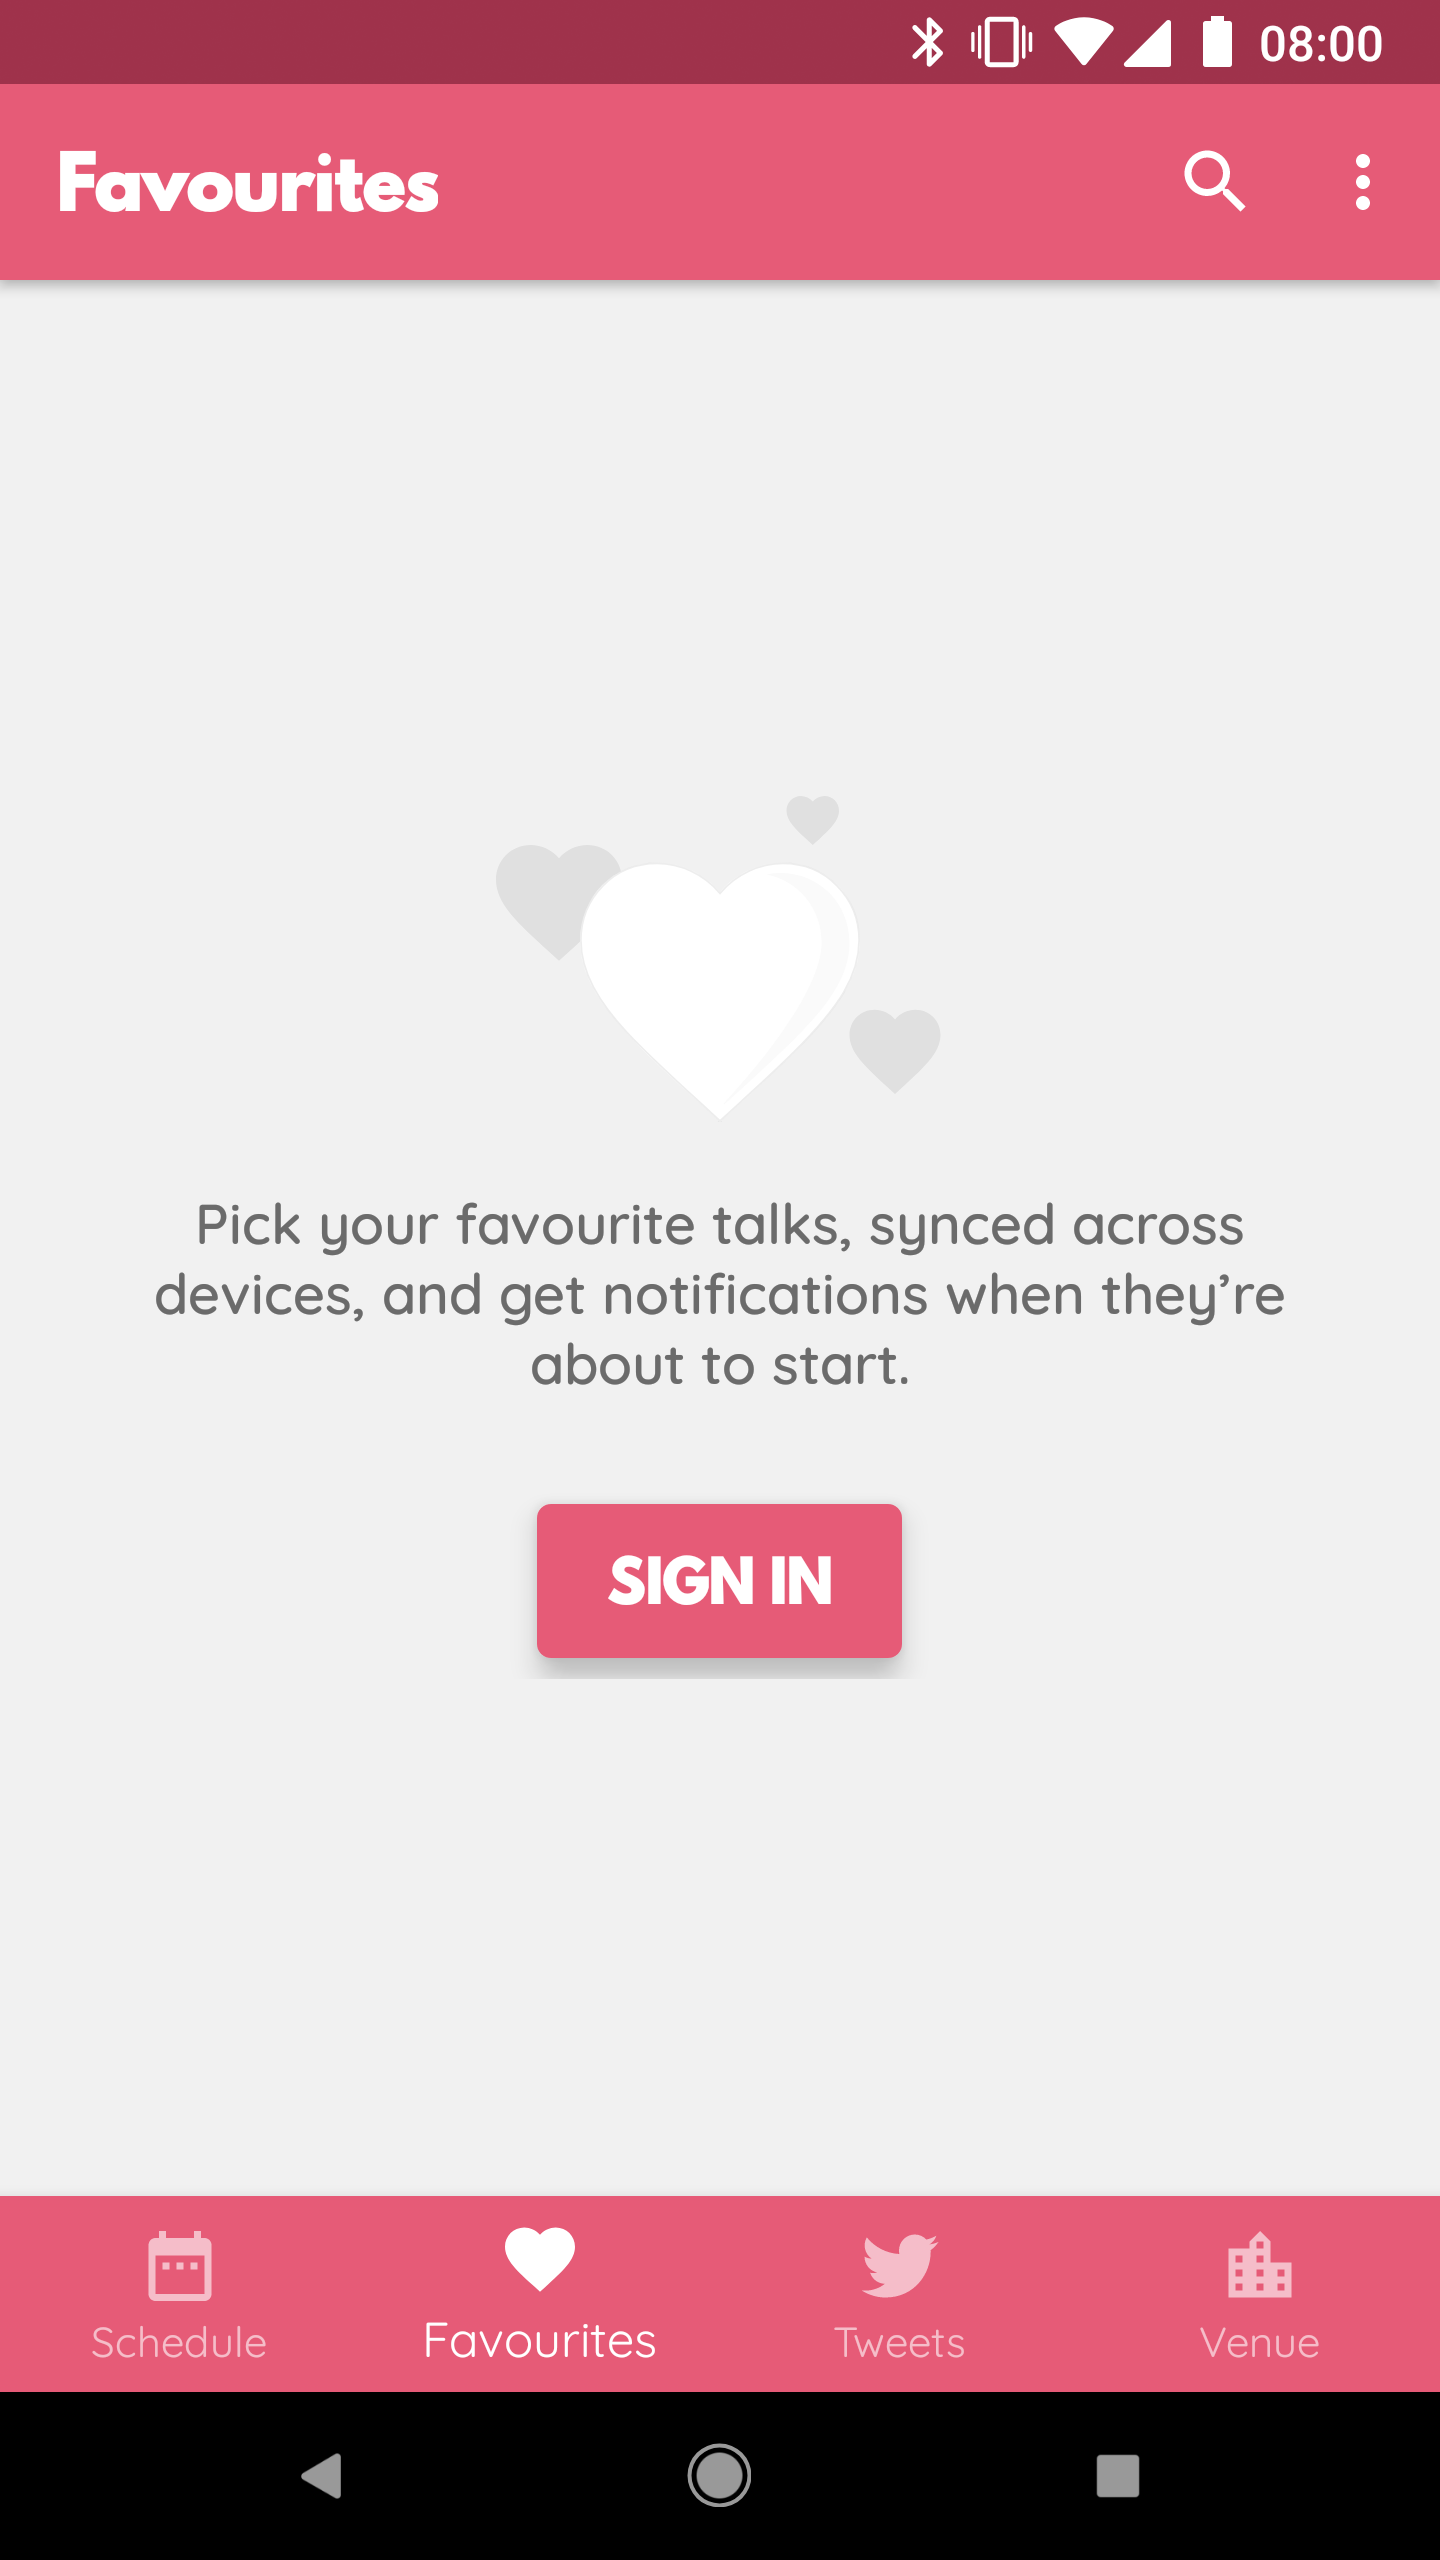 08:00
Favourites
Pick your favourite talks, synced across
devices, and get notifications when they’re
about to start.
SIGN IN
Schedule
Favourites
Tweets
Venue